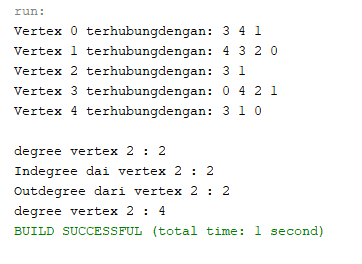 run:
Vertex 0 terhubungdengan: 3 4 1
Vertex 1 terhubungdengan: 4 3 2 0
Vertex 2 terhubungdengan: 3 1
Vertex 3 terhubungdengan: 0 4 2 1
Vertex 4 terhubungdengan: 3 1 0
degree vertex 2 : 2
Indegree dai vertex 2 : 2
Outdegree dari vertex 2 : 2
degree vertex 2 : 4
BUILD SUCCESSFUL (total time: 1 second)